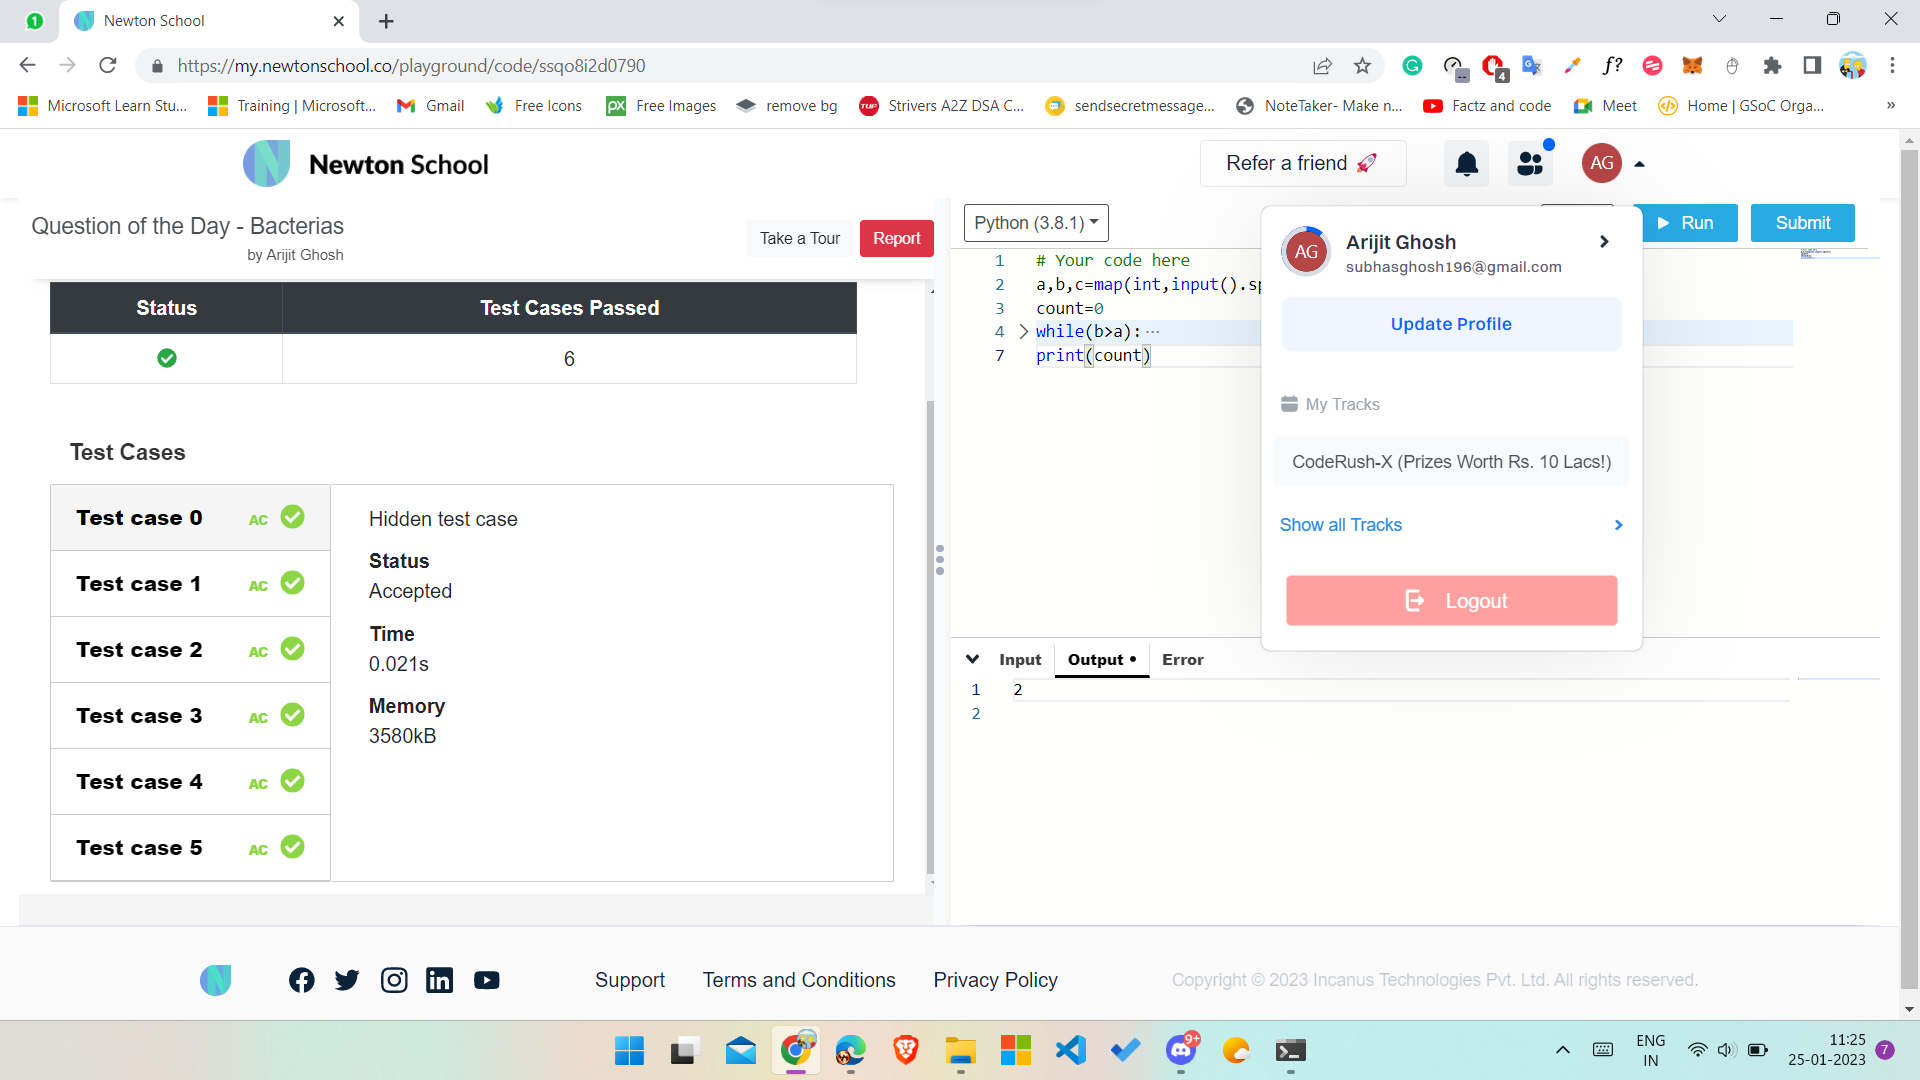 1
Newton School
https://my.newtonschool.co/playground/code/ssqo8i2d0790
4
f?
Microsoft Learn Stu...
Training | Microsoft...
Gmail
Free Icons
Free Images
remove bg
Strivers A2Z DSA C...
sendsecretmessage...
NoteTaker- Make n...
Factz and code
Meet
Home | GSoC Orga...
»
Newton School
Refer a friend 🚀
AG
Question of the Day - Bacterias
by Arijit Ghosh
Take a Tour
Report
Python (3.8.1)
Run
Submit
Status
Test Cases Passed
6
Test Cases
Test case 0 AC
Test case 1 AC
Test case 2 AC
Test case 3 AC
Test case 4 AC
Test case 5 AC
Hidden test case
Status
Accepted
Time
0.021s
Memory
3580kB
1 # Your code here
2 a,b,c=map(int,input().sp
3 count=0
4 while(b>a):···
7 print(count)
AG
Arijit Ghosh
subhasghosh196@gmail.com
Update Profile
My Tracks
CodeRush-X (Prizes Worth Rs. 10 Lacs!)
Show all Tracks
Logout
Input
Output •
Error
1 2
2
Support
Terms and Conditions
Privacy Policy
Copyright © 2023 Incanus Technologies Pvt. Ltd. All rights reserved.
9+
ENG
IN
11:25
25-01-2023
7